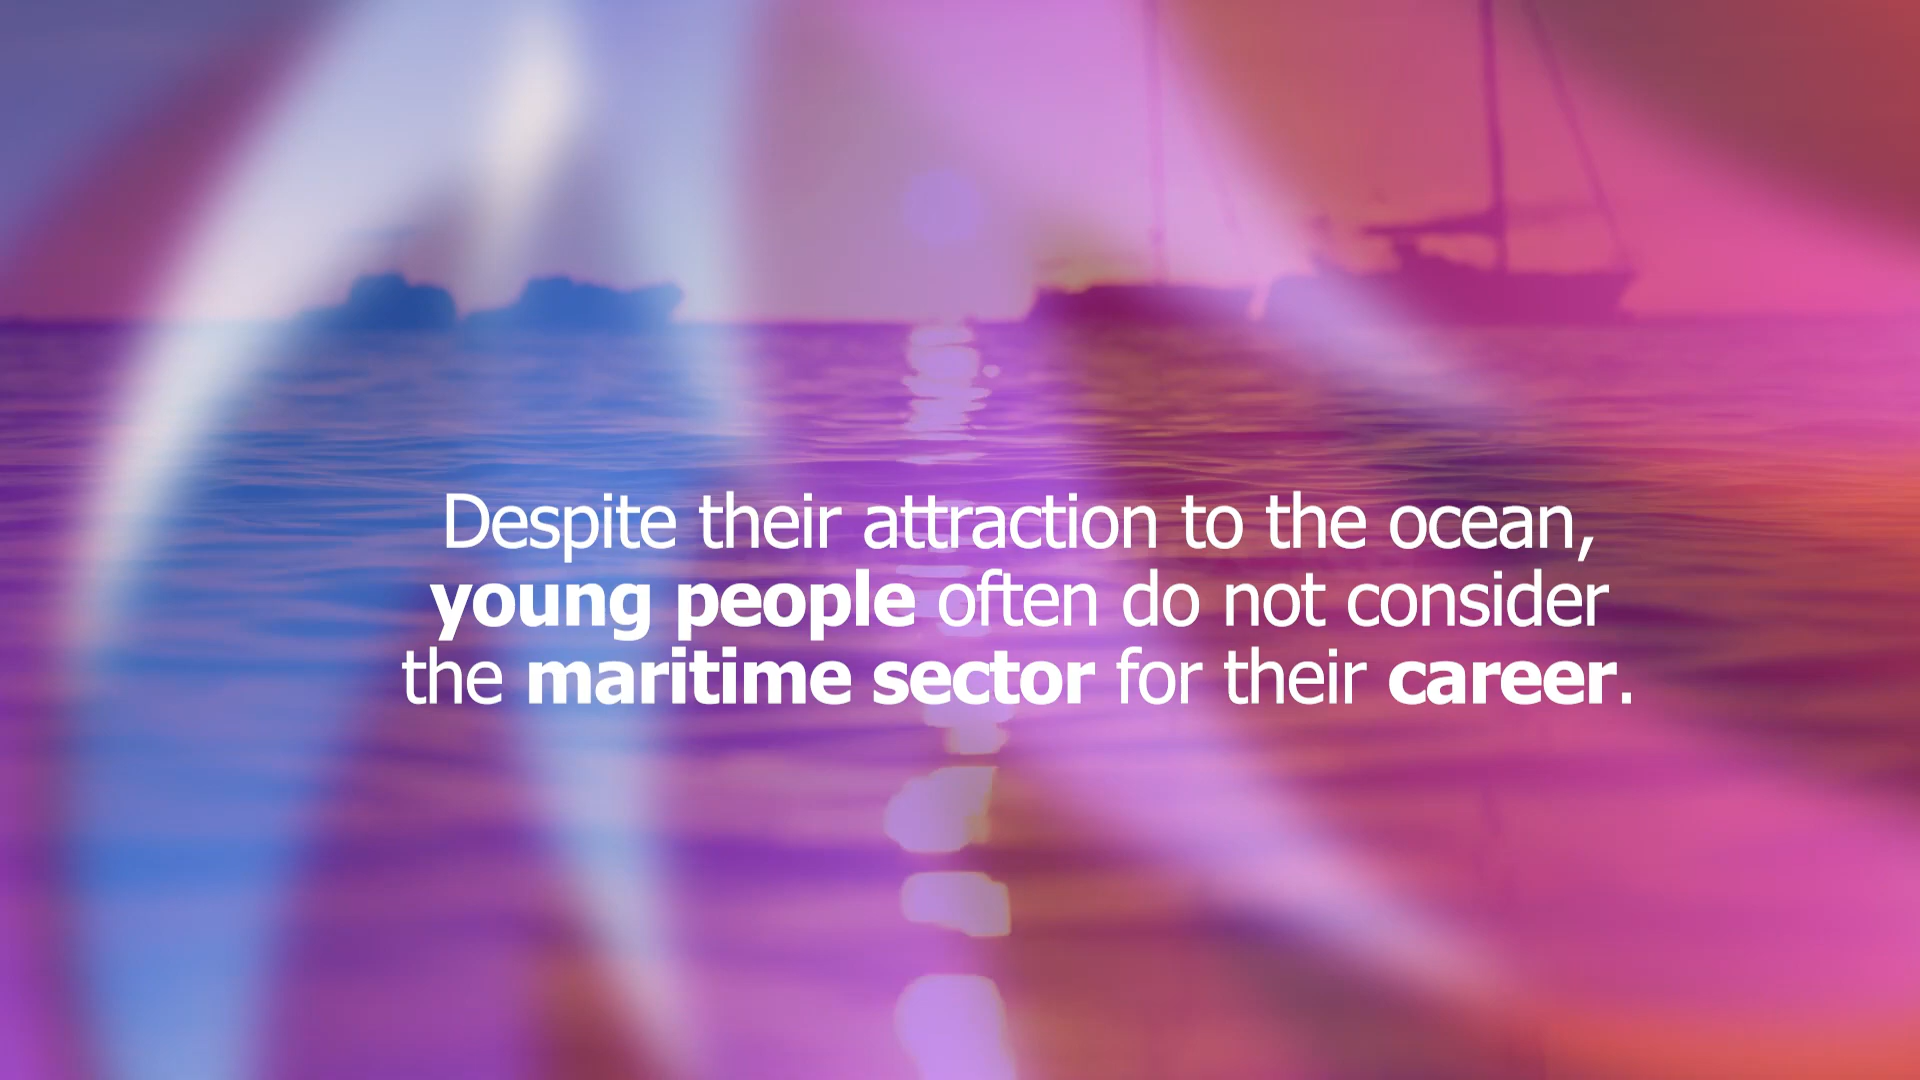 Despite their attraction to the ocean,
young people often do not consider
the maritime sector for their career.